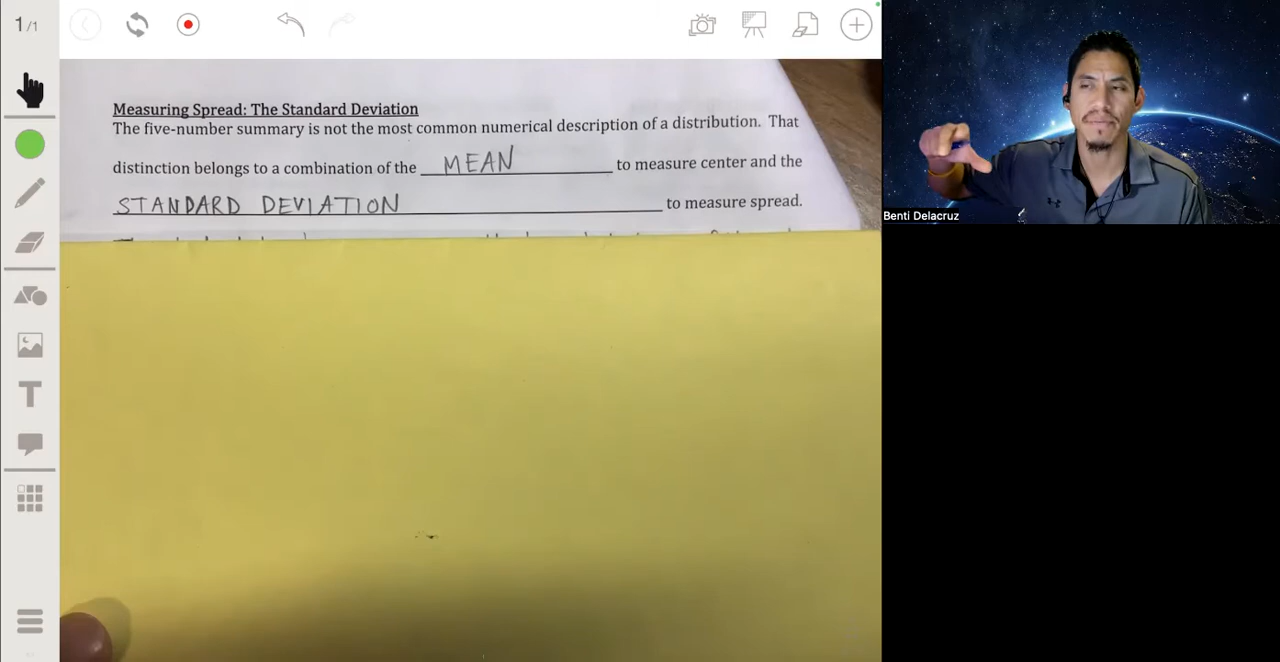 1/1
Measuring Spread: The Standard Deviation
The five-number summary is not the most common numerical description of a distribution. That
distinction belongs to a combination of the MEAN to measure center and the
STANDARD DEVIATION to measure spread.
T
Benti Delacruz